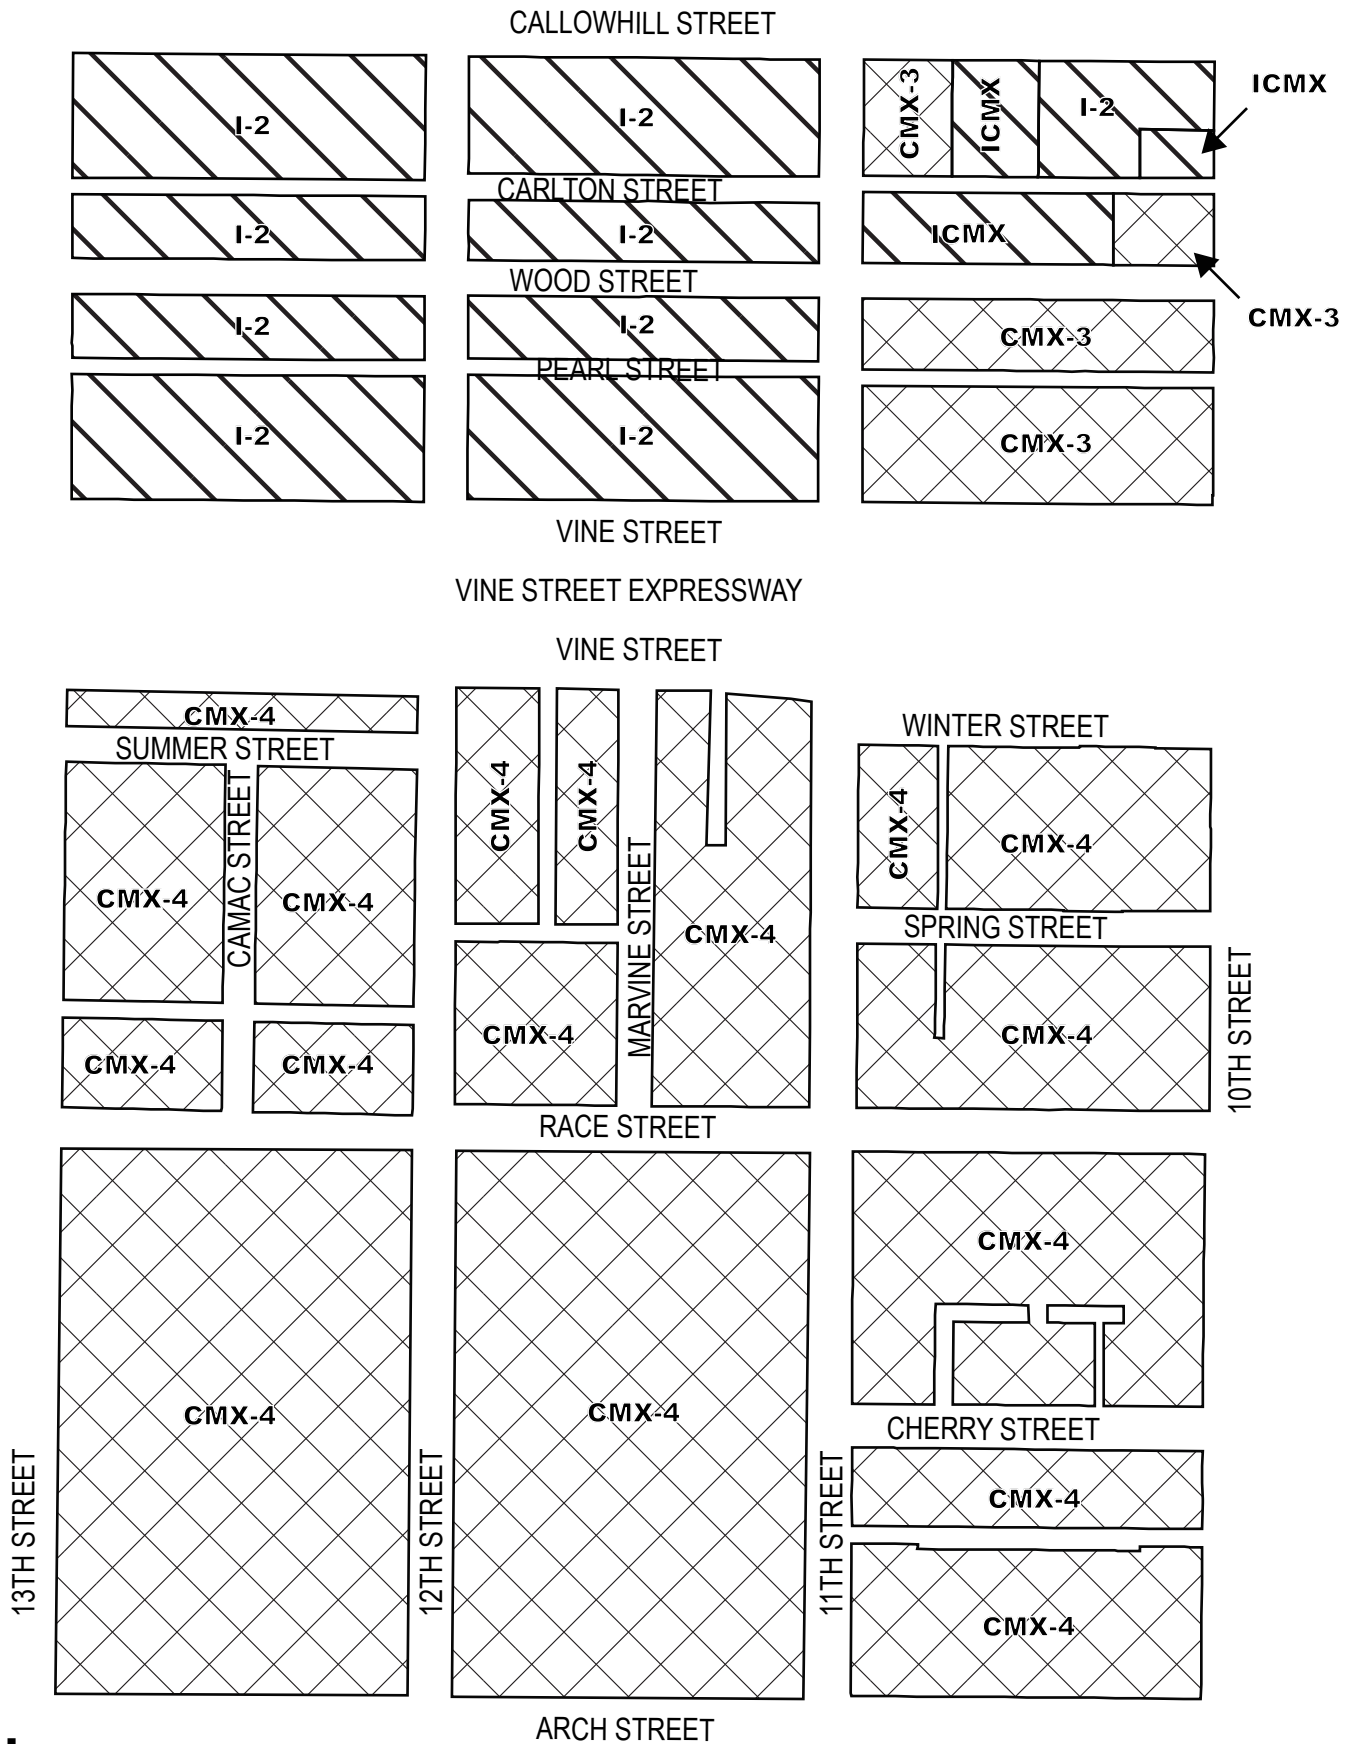 CALLOWHILL STREET
I-2
I-2
CMX-3
ICMX
I-2
ICMX
CARLTON STREET
I-2
I-2
ICMX
WOOD STREET
CMX-3
I-2
I-2
CMX-3
PEARL STREET
I-2
I-2
CMX-3
VINE STREET
VINE STREET EXPRESSWAY
VINE STREET
CMX-4
SUMMER STREET
WINTER STREET
CAMAC STREET
CMX-4
CMX-4
CMX-4
CMX-4
CMX-4
CMX-4
CMX-4
MARVINE STREET
CMX-4
SPRING STREET
CMX-4
CMX-4
CMX-4
CMX-4
10TH STREET
RACE STREET
CMX-4
CMX-4
CMX-4
CHERRY STREET
13TH STREET
12TH STREET
11TH STREET
CMX-4
CMX-4
ARCH STREET